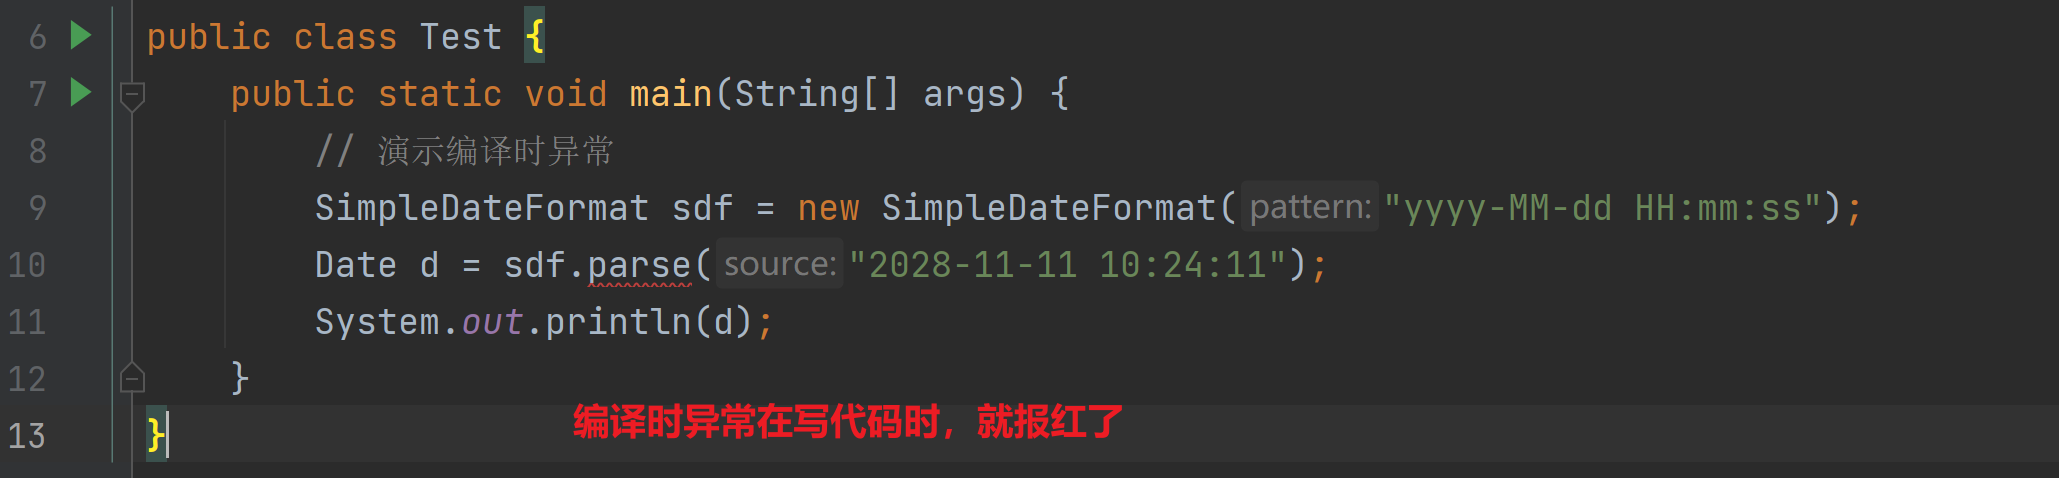 6 public class Test {
7 public static void main(String[] args) {
8 // 演示编译时异常
9 SimpleDateFormat sdf = new SimpleDateFormat( pattern: "yyyy-MM-dd HH:mm:ss");
10 Date d = sdf.parse( source: "2028-11-11 10:24:11");
11 System.out.println(d);
12 }
13 }
编译时异常在写代码时，就报红了